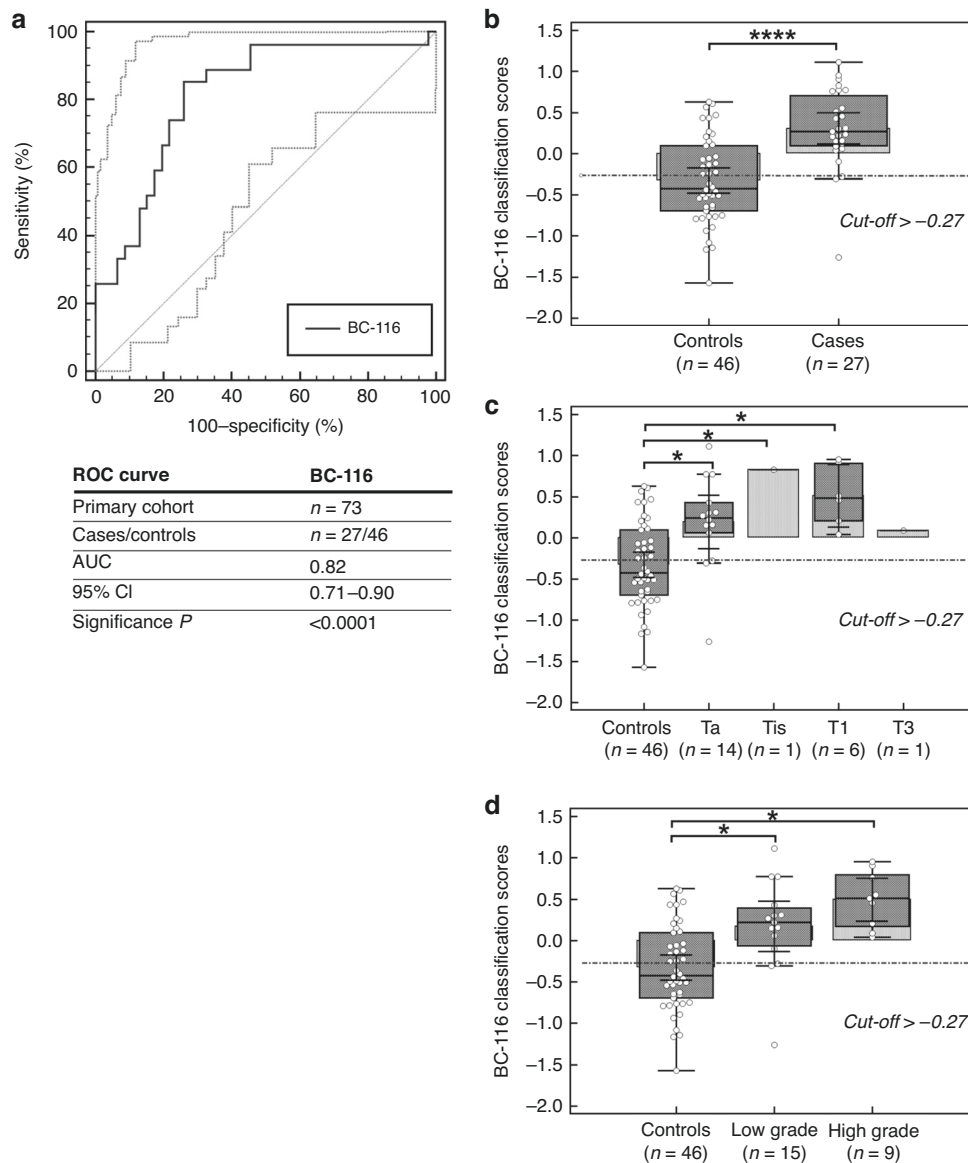 a
100
80
60
40
20
0
Sensitivity (%)
BC-116
0 20 40 60 80 100
100–specificity (%)
ROC curve BC-116
Primary cohort n = 73
Cases/controls n = 27/46
AUC 0.82
95% CI 0.71–0.90
Significance P <0.0001
b
1.5
1.0
0.5
0.0
–0.5
–1.0
–1.5
–2.0
BC-116 classification scores
****
Cut-off > –0.27
Controls Cases
(n = 46) (n = 27)
c
1.5
1.0
0.5
0.0
–0.5
–1.0
–1.5
–2.0
BC-116 classification scores
*
*
*
Cut-off > –0.27
Controls Ta Tis T1 T3
(n = 46) (n = 14) (n = 1) (n = 6) (n = 1)
d
1.5
1.0
0.5
0.0
–0.5
–1.0
–1.5
–2.0
BC-116 classification scores
*
*
Cut-off > –0.27
Controls Low grade High grade
(n = 46) (n = 15) (n = 9)